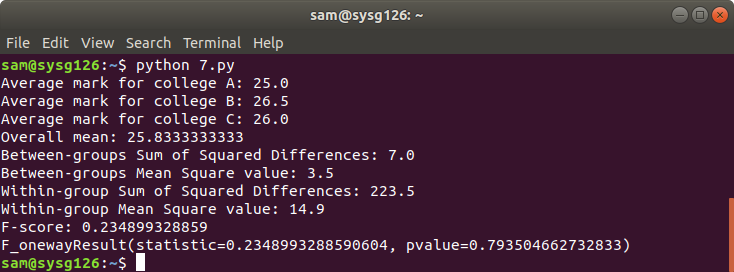 sam@sysg126: ~
File Edit View Search Terminal Help
sam@sysg126:~$ python 7.py
Average mark for college A: 25.0
Average mark for college B: 26.5
Average mark for college C: 26.0
Overall mean: 25.8333333333
Between-groups Sum of Squared Differences: 7.0
Between-groups Mean Square value: 3.5
Within-group Sum of Squared Differences: 223.5
Within-group Mean Square value: 14.9
F-score: 0.234899328859
F_onewayResult(statistic=0.2348993288590604, pvalue=0.793504662732833)
sam@sysg126:~$